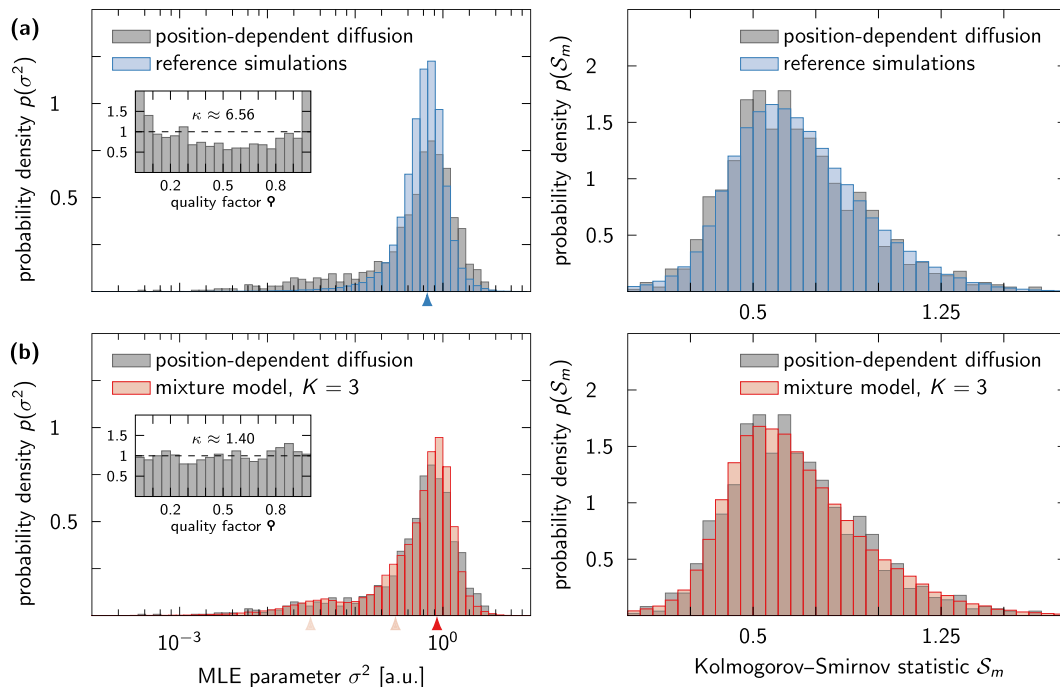 (a)
position-dependent diffusion
reference simulations
probability density p(σ²)
1
0.5
1.5
1
0.5
κ ≈ 6.56
0.2 0.5 0.8
quality factor ϙ
position-dependent diffusion
reference simulations
probability density p(𝒮ₘ)
2
1.5
1
0.5
0.5 1.25
(b)
position-dependent diffusion
mixture model, K = 3
probability density p(σ²)
1
0.5
1.5
1
0.5
κ ≈ 1.40
0.2 0.5 0.8
quality factor ϙ
10⁻³ 10⁰
MLE parameter σ² [a.u.]
position-dependent diffusion
mixture model, K = 3
probability density p(𝒮ₘ)
2
1.5
1
0.5
0.5 1.25
Kolmogorov–Smirnov statistic 𝒮ₘ